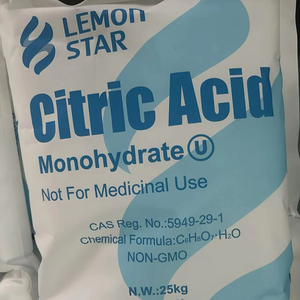 LEMON
STAR
Citric Acid
Monohydrate U
Not For Medicinal Use
CAS Reg. No.:5949-29-1
Chemical Formula:C₆H₈O₇·H₂O
NON-GMO
N.W.:25kg